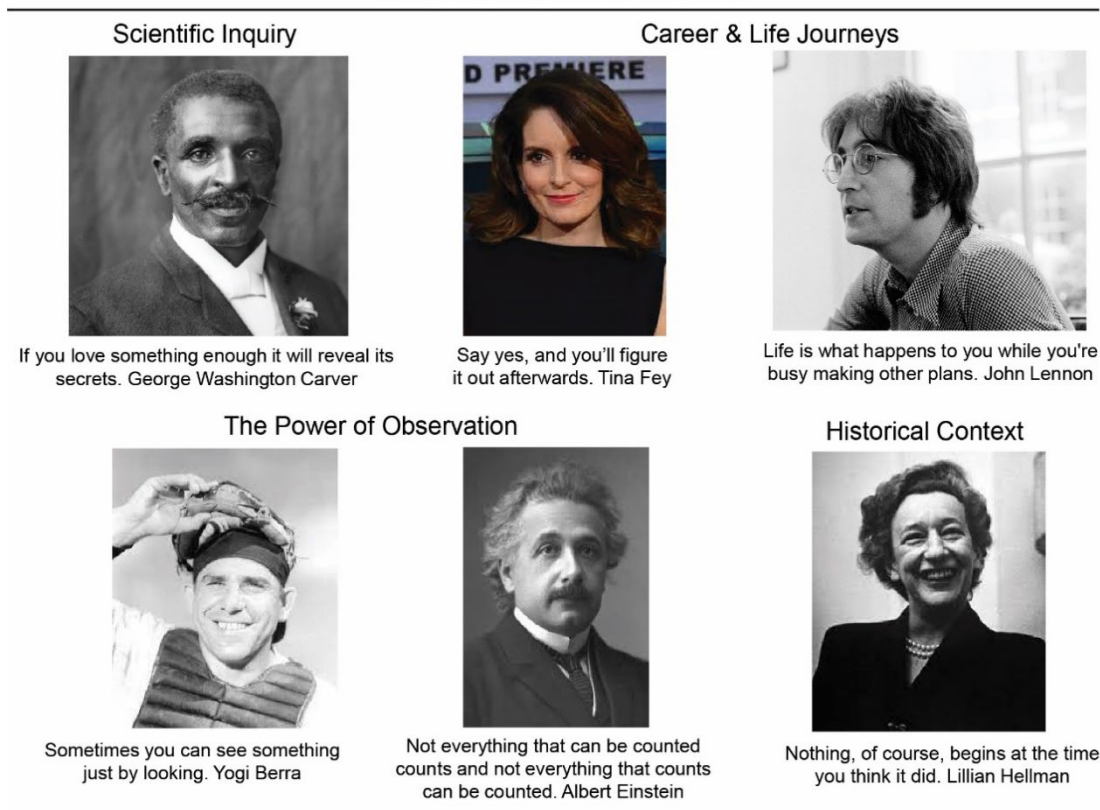 Scientific Inquiry
Career & Life Journeys
D PREMIERE
If you love something enough it will reveal its
secrets. George Washington Carver
Say yes, and you’ll figure
it out afterwards. Tina Fey
Life is what happens to you while you're
busy making other plans. John Lennon
The Power of Observation
Historical Context
Sometimes you can see something
just by looking. Yogi Berra
Not everything that can be counted
counts and not everything that counts
can be counted. Albert Einstein
Nothing, of course, begins at the time
you think it did. Lillian Hellman